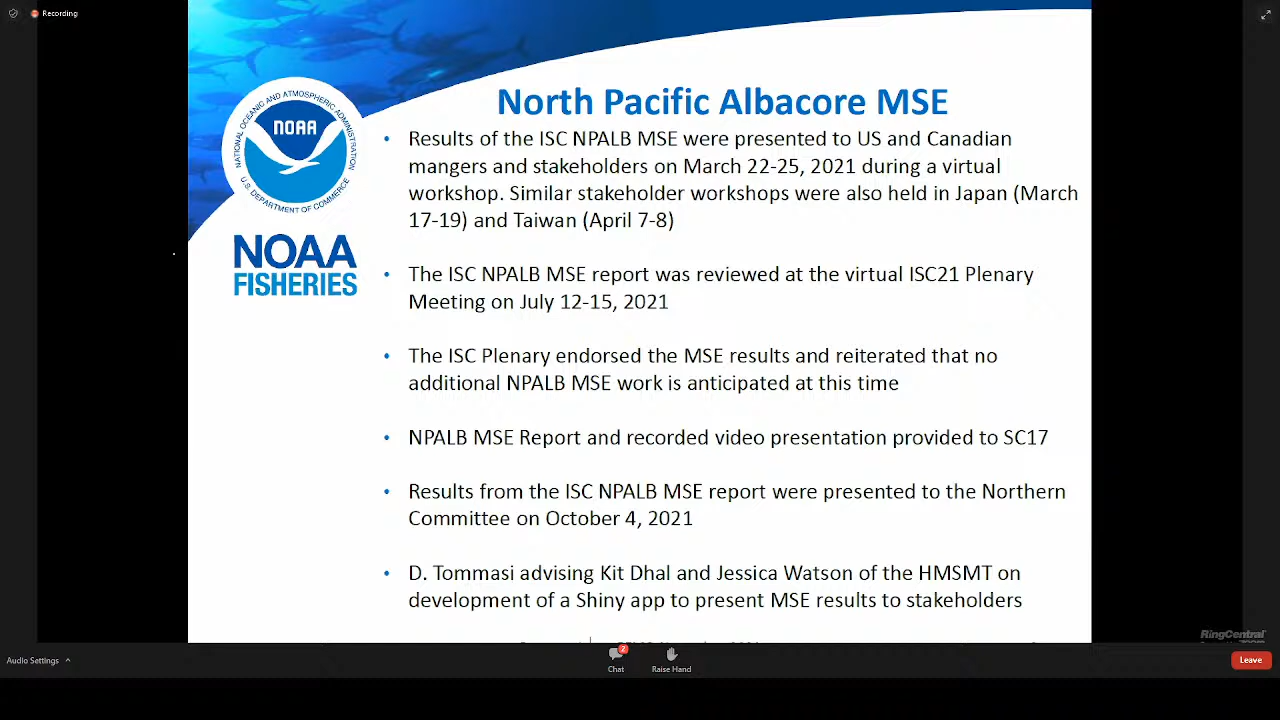 Recording
North Pacific Albacore MSE
NATIONAL OCEANIC AND ATMOSPHERIC ADMINISTRATION
NOAA
U.S. DEPARTMENT OF COMMERCE
NOAA
FISHERIES
• Results of the ISC NPALB MSE were presented to US and Canadian
mangers and stakeholders on March 22-25, 2021 during a virtual
workshop. Similar stakeholder workshops were also held in Japan (March
17-19) and Taiwan (April 7-8)
• The ISC NPALB MSE report was reviewed at the virtual ISC21 Plenary
Meeting on July 12-15, 2021
• The ISC Plenary endorsed the MSE results and reiterated that no
additional NPALB MSE work is anticipated at this time
• NPALB MSE Report and recorded video presentation provided to SC17
• Results from the ISC NPALB MSE report were presented to the Northern
Committee on October 4, 2021
• D. Tommasi advising Kit Dhal and Jessica Watson of the HMSMT on
development of a Shiny app to present MSE results to stakeholders
RingCentral
Audio Settings
2
Chat
Raise Hand
Leave